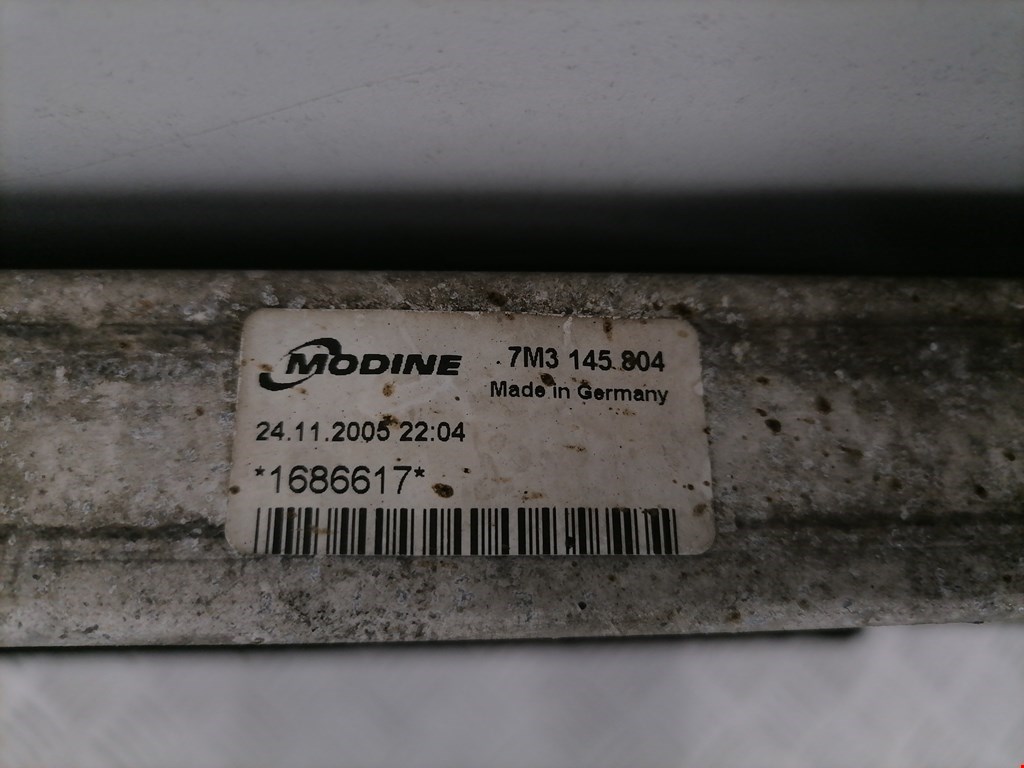 MODINE 7M3 145 804
Made in Germany
24.11.2005 22:04
*1686617*